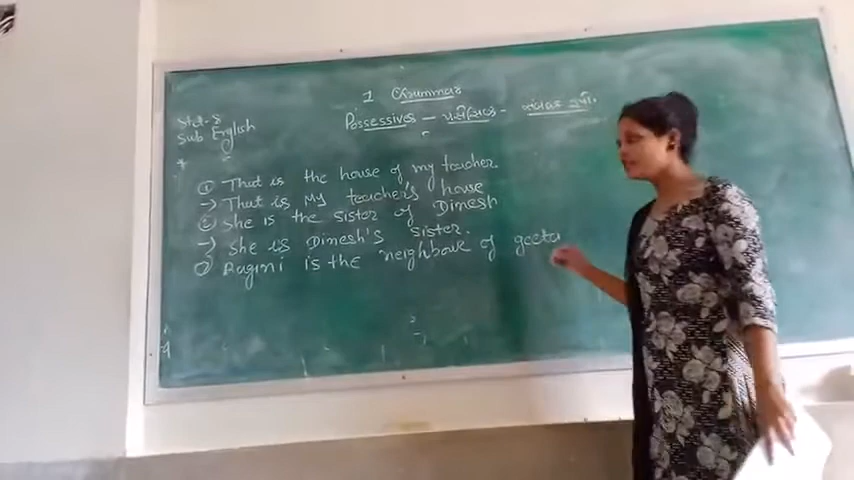 Std-8
Sub English
1 Grammar
Possessives -
① That is the house of my teacher
→ That is My teacher's house
② she is the sister of Dinesh
→ she is Dinesh's sister.
③ Ragini is the neighbour of geeta